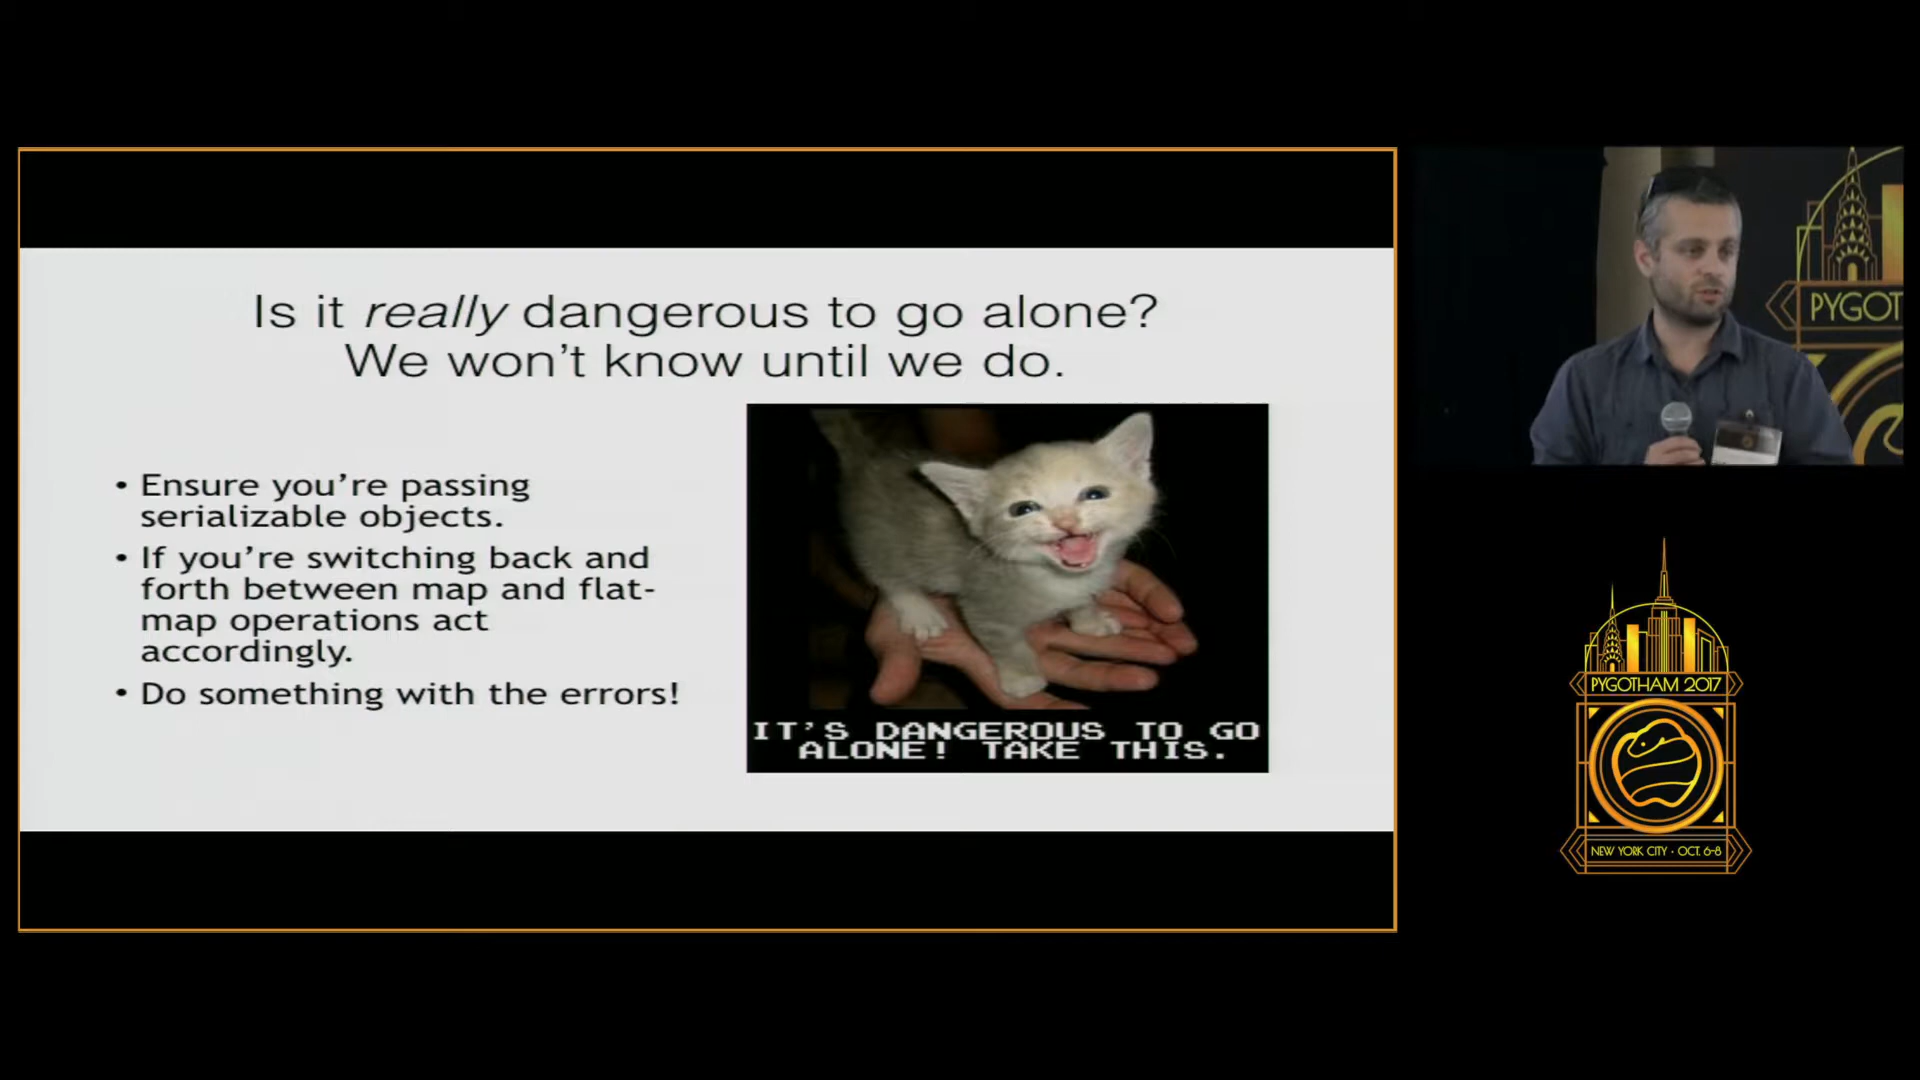 Is it really dangerous to go alone?
We won't know until we do.
• Ensure you're passing
serializable objects.
• If you're switching back and
forth between map and flat-
map operations act
accordingly.
• Do something with the errors!
IT'S DANGEROUS TO GO
ALONE! TAKE THIS.
PYGOT
PYGOTHAM 2017
NEW YORK CITY • OCT. 6-8